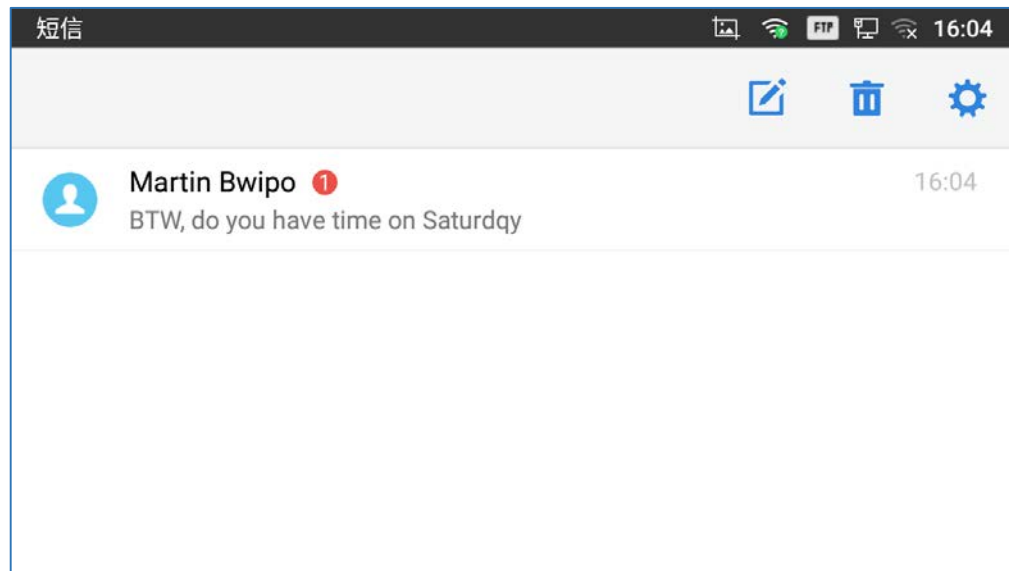 短信
FTP
16:04
Martin Bwipo 1
16:04
BTW, do you have time on Saturdqy